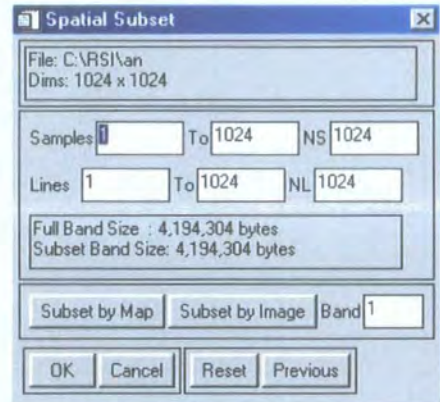 Spatial Subset
File: C:\RSI\an
Dims: 1024 x 1024
Samples 1 To 1024 NS 1024
Lines 1 To 1024 NL 1024
Full Band Size : 4,194,304 bytes
Subset Band Size: 4,194,304 bytes
Subset by Map Subset by Image Band 1
OK Cancel Reset Previous